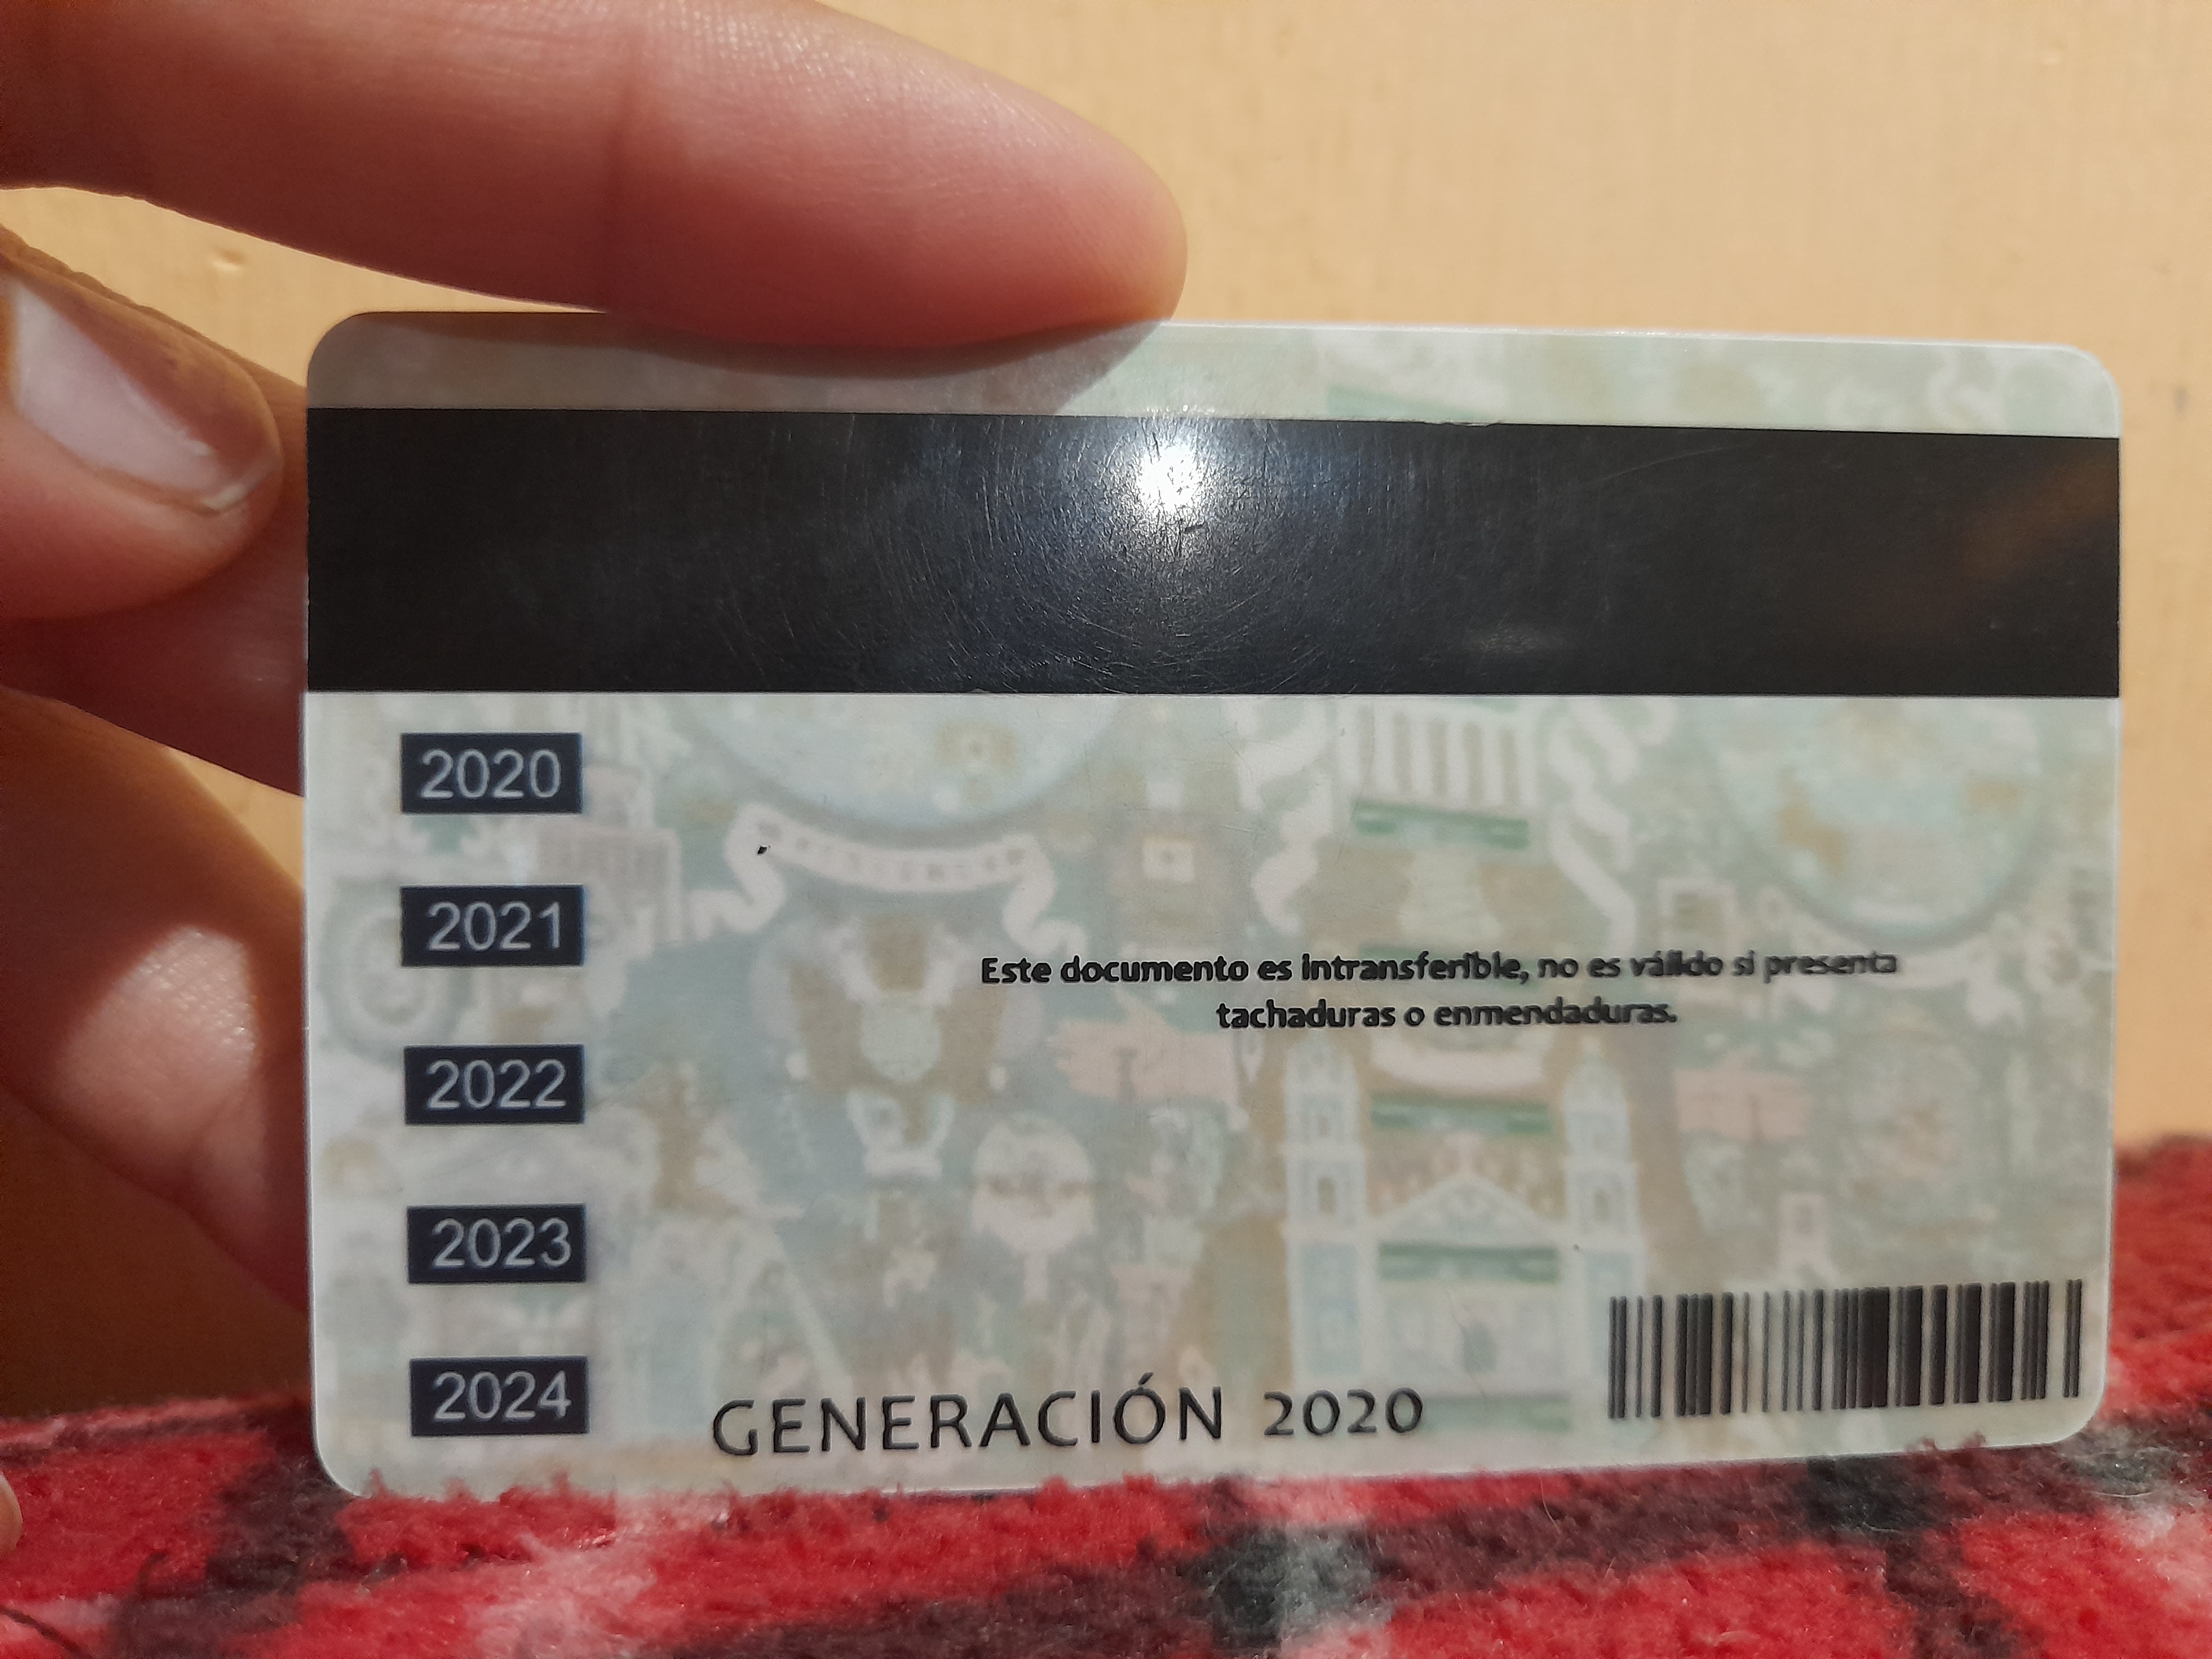 2020
2021
Este documento es intransferible, no es válido si presenta
tachaduras o enmendaduras.
2022
2023
2024
GENERACIÓN 2020